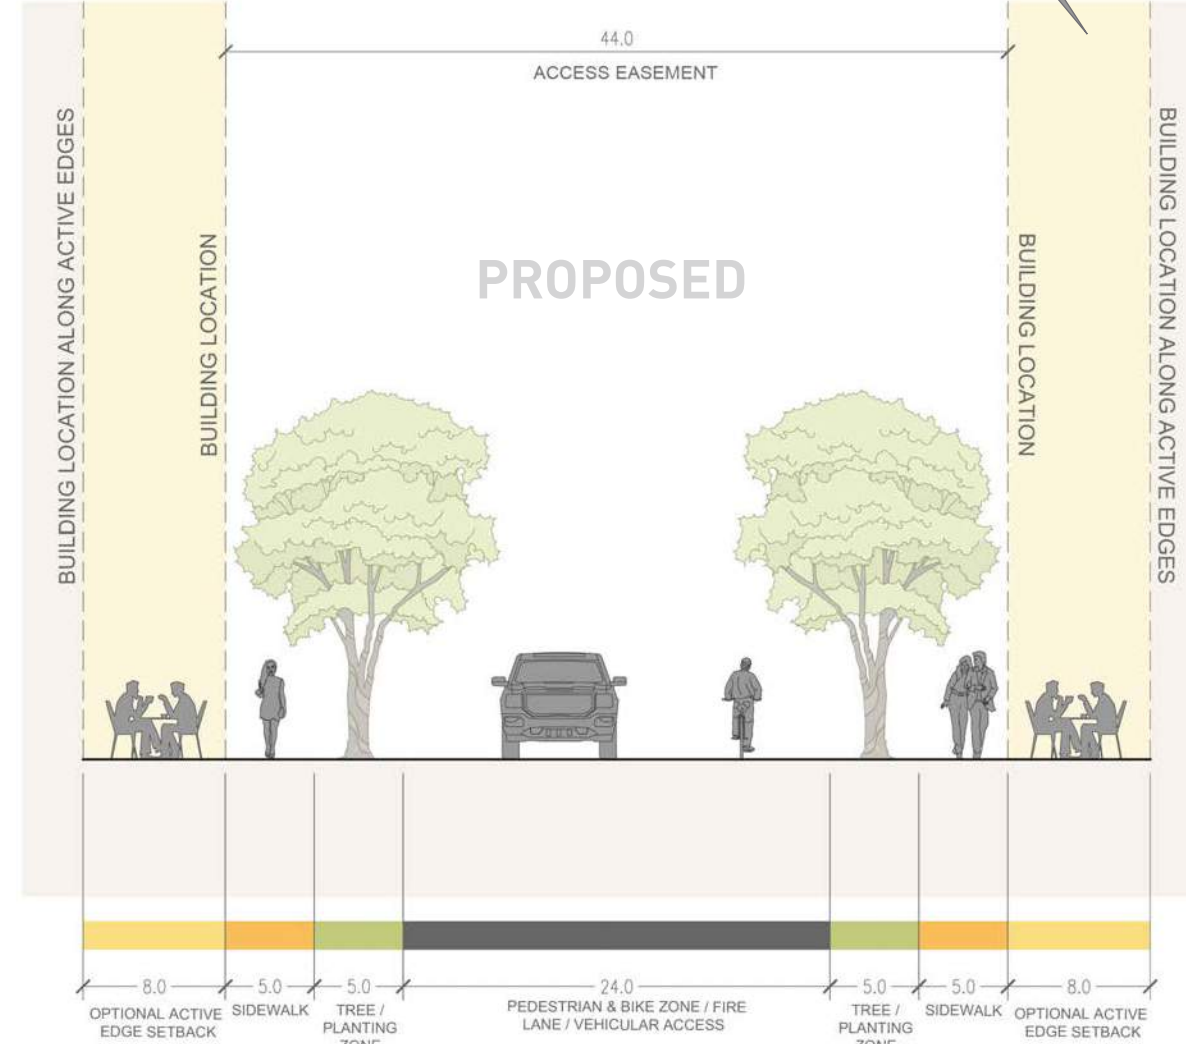 44.0
ACCESS EASEMENT
BUILDING LOCATION ALONG ACTIVE EDGES
BUILDING LOCATION
PROPOSED
BUILDING LOCATION
BUILDING LOCATION ALONG ACTIVE EDGES
8.0
5.0
5.0
24.0
5.0
5.0
8.0
OPTIONAL ACTIVE
EDGE SETBACK
SIDEWALK
TREE /
PLANTING
ZONE
PEDESTRIAN & BIKE ZONE / FIRE
LANE / VEHICULAR ACCESS
TREE /
PLANTING
ZONE
SIDEWALK
OPTIONAL ACTIVE
EDGE SETBACK